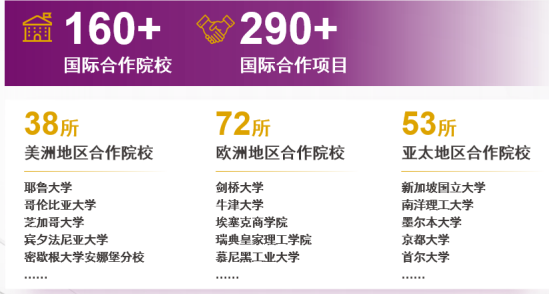 160+
国际合作院校
290+
国际合作项目
38所
美洲地区合作院校
耶鲁大学
哥伦比亚大学
芝加哥大学
宾夕法尼亚大学
密歇根大学安娜堡分校
......
72所
欧洲地区合作院校
剑桥大学
牛津大学
埃塞克商学院
瑞典皇家理工学院
慕尼黑工业大学
......
53所
亚太地区合作院校
新加坡国立大学
南洋理工大学
墨尔本大学
京都大学
首尔大学
......